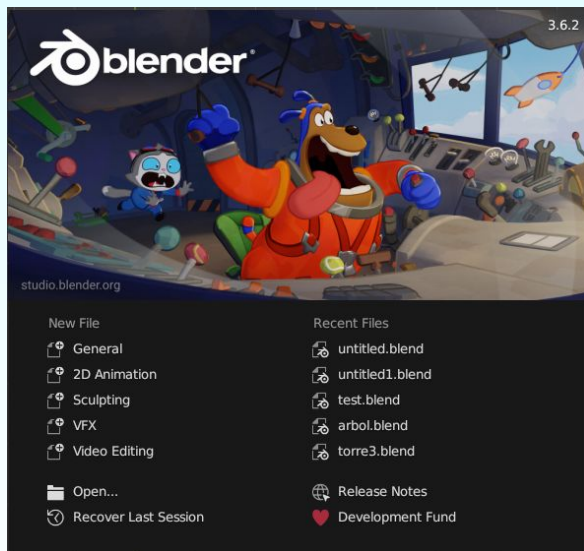 blender
3.6.2
studio.blender.org
New File
General
2D Animation
Sculpting
VFX
Video Editing
Open...
Recover Last Session
Recent Files
untitled.blend
untitled1.blend
test.blend
arbol.blend
torre3.blend
Release Notes
Development Fund